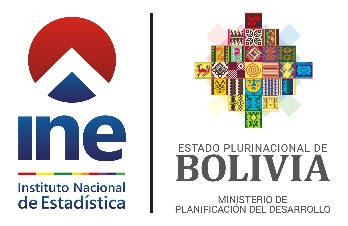 ine
Instituto Nacional
de Estadística
ESTADO PLURINACIONAL DE
BOLIVIA
MINISTERIO DE
PLANIFICACIÓN DEL DESARROLLO